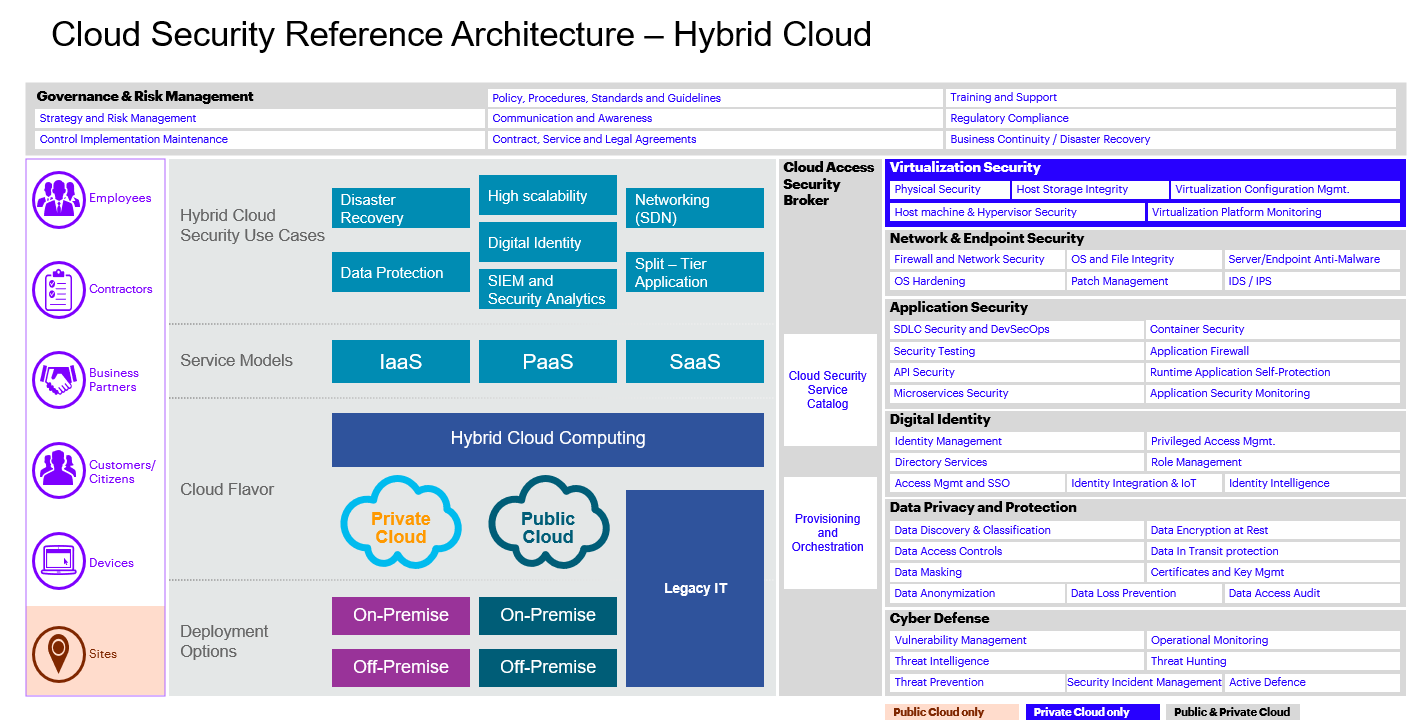 Cloud Security Reference Architecture – Hybrid Cloud
Governance & Risk Management
Policy, Procedures, Standards and Guidelines
Training and Support
Strategy and Risk Management
Communication and Awareness
Regulatory Compliance
Control Implementation Maintenance
Contract, Service and Legal Agreements
Business Continuity / Disaster Recovery
Employees
Contractors
Business
Partners
Customers/
Citizens
Devices
Sites
Hybrid Cloud
Security Use Cases
Disaster
Recovery
High scalability
Networking
(SDN)
Digital Identity
Data Protection
SIEM and
Security Analytics
Split – Tier
Application
Service Models
IaaS
PaaS
SaaS
Cloud Flavor
Hybrid Cloud Computing
Private
Cloud
Public
Cloud
Legacy IT
Deployment
Options
On-Premise
On-Premise
Off-Premise
Off-Premise
Cloud Access
Security
Broker
Cloud Security
Service
Catalog
Provisioning
and
Orchestration
Virtualization Security
Physical Security
Host Storage Integrity
Virtualization Configuration Mgmt.
Host machine & Hypervisor Security
Virtualization Platform Monitoring
Network & Endpoint Security
Firewall and Network Security
OS and File Integrity
Server/Endpoint Anti-Malware
OS Hardening
Patch Management
IDS / IPS
Application Security
SDLC Security and DevSecOps
Container Security
Security Testing
Application Firewall
API Security
Runtime Application Self-Protection
Microservices Security
Application Security Monitoring
Digital Identity
Identity Management
Privileged Access Mgmt.
Directory Services
Role Management
Access Mgmt and SSO
Identity Integration & IoT
Identity Intelligence
Data Privacy and Protection
Data Discovery & Classification
Data Encryption at Rest
Data Access Controls
Data In Transit protection
Data Masking
Certificates and Key Mgmt
Data Anonymization
Data Loss Prevention
Data Access Audit
Cyber Defense
Vulnerability Management
Operational Monitoring
Threat Intelligence
Threat Hunting
Threat Prevention
Security Incident Management
Active Defence
Public Cloud only
Private Cloud only
Public & Private Cloud